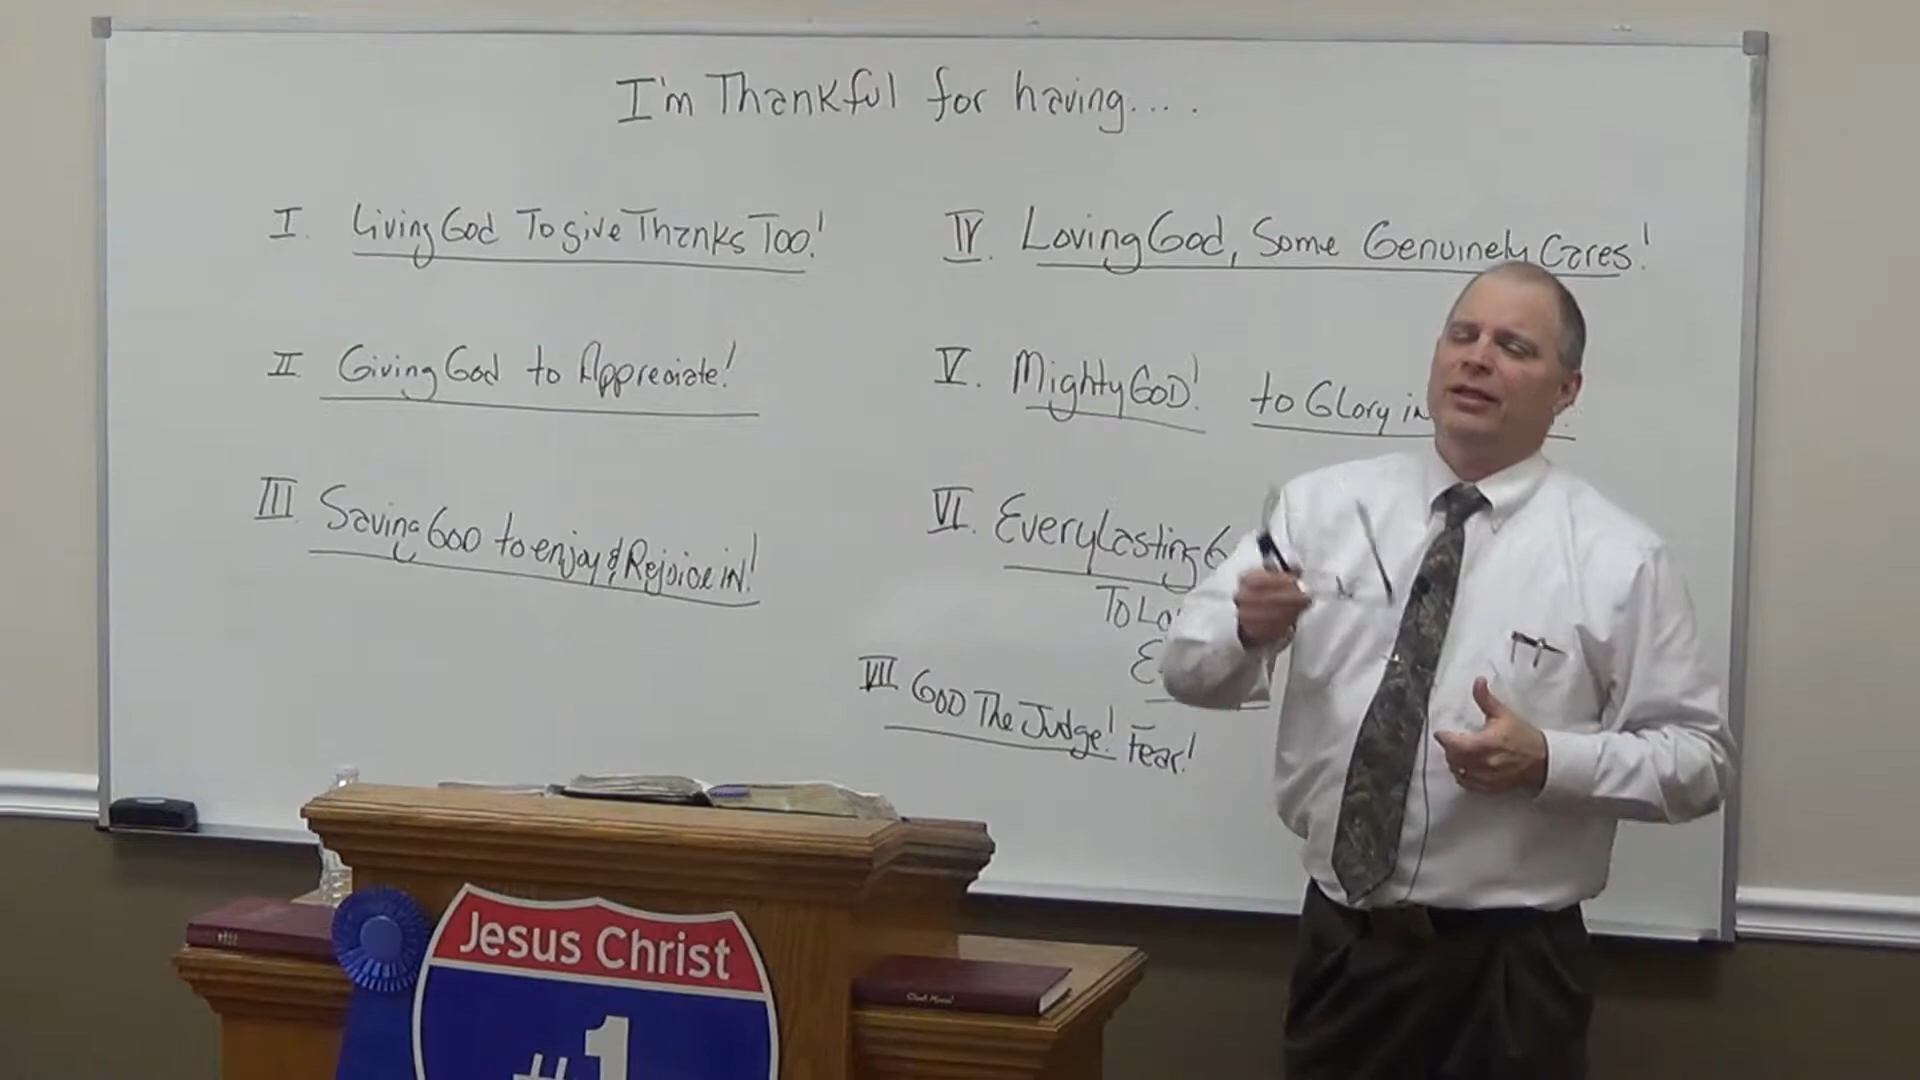 I'm Thankful for having....
I. Living God To give Thanks Too!
II. Giving God to Appreciate!
III. Saving GOD to enjoy & Rejoice in!
IV. Loving God, Some Genuinely Cares!
V. Mighty GOD! to Glory in
VI. EveryLasting
To
VII GOD The Judge! Fear!
Jesus Christ
#1